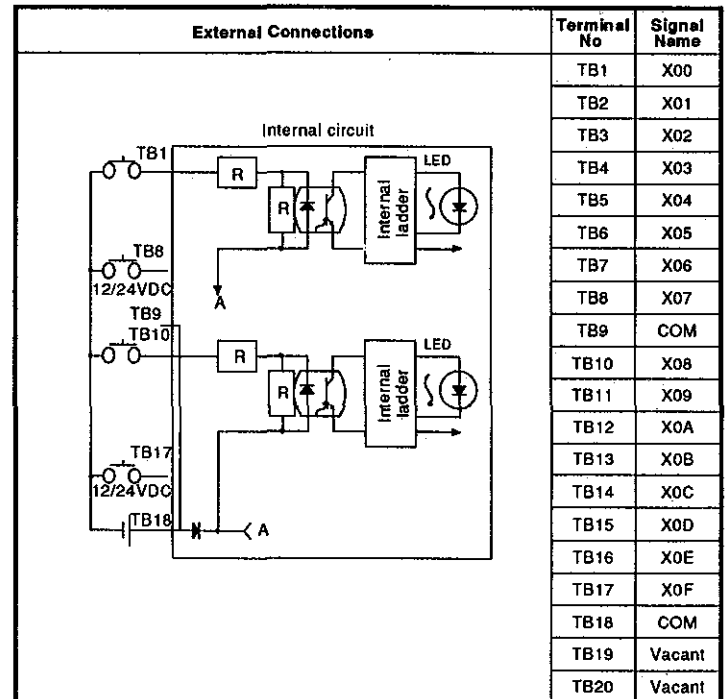 External Connections
Terminal No
Signal Name
TB1 X00
TB2 X01
TB3 X02
TB4 X03
TB5 X04
TB6 X05
TB7 X06
TB8 X07
TB9 COM
TB10 X08
TB11 X09
TB12 X0A
TB13 X0B
TB14 X0C
TB15 X0D
TB16 X0E
TB17 X0F
TB18 COM
TB19 Vacant
TB20 Vacant
Internal circuit
TB1
R
R
Internal
ladder
LED
TB8
12/24VDC
A
TB9
TB10
R
R
Internal
ladder
LED
TB17
12/24VDC
TB18
A